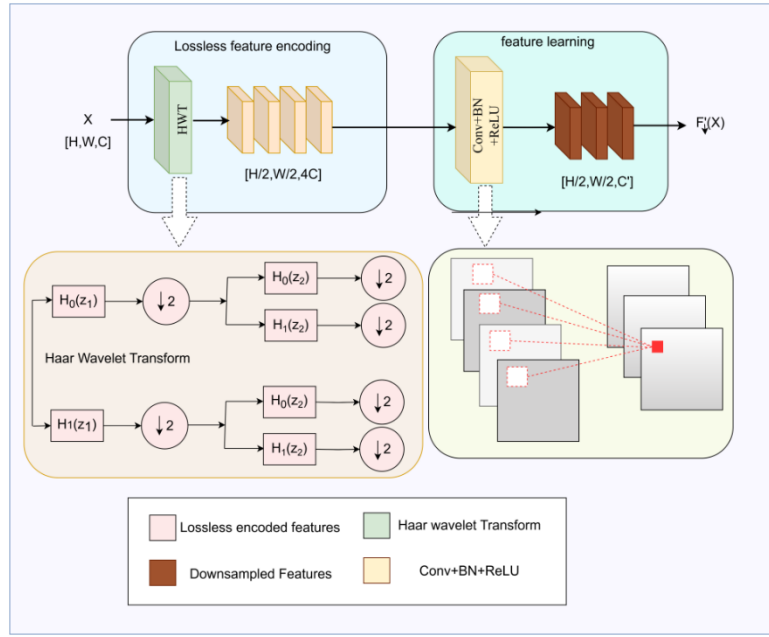 Lossless feature encoding
feature learning
X
[H,W,C]
HWT
[H/2,W/2,4C]
Conv+BN
+ReLU
[H/2,W/2,C']
F'↓(X)
H₀(z₁)
↓2
H₀(z₂)
↓2
H₁(z₂)
↓2
Haar Wavelet Transform
H₁(z₁)
↓2
H₀(z₂)
↓2
H₁(z₂)
↓2
Lossless encoded features
Haar wavelet Transform
Downsampled Features
Conv+BN+ReLU